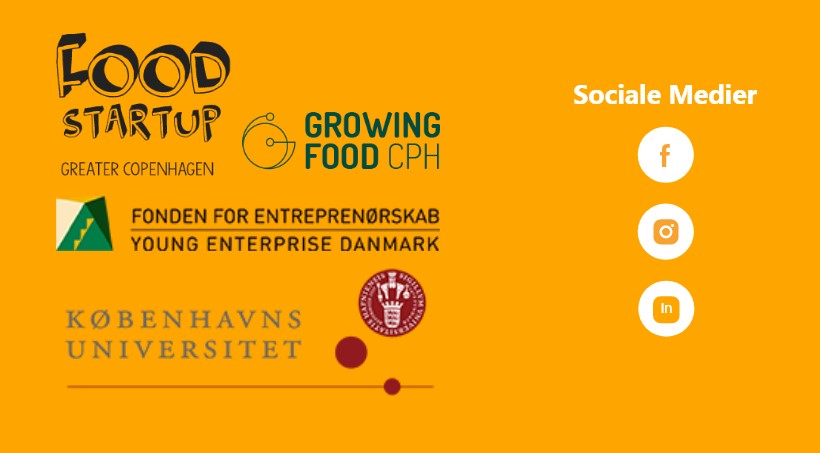 FOOD
STARTUP
GREATER COPENHAGEN
GROWING
FOOD CPH
FONDEN FOR ENTREPRENØRSKAB
YOUNG ENTERPRISE DANMARK
KØBENHAVNS
UNIVERSITET
Sociale Medier
f
in